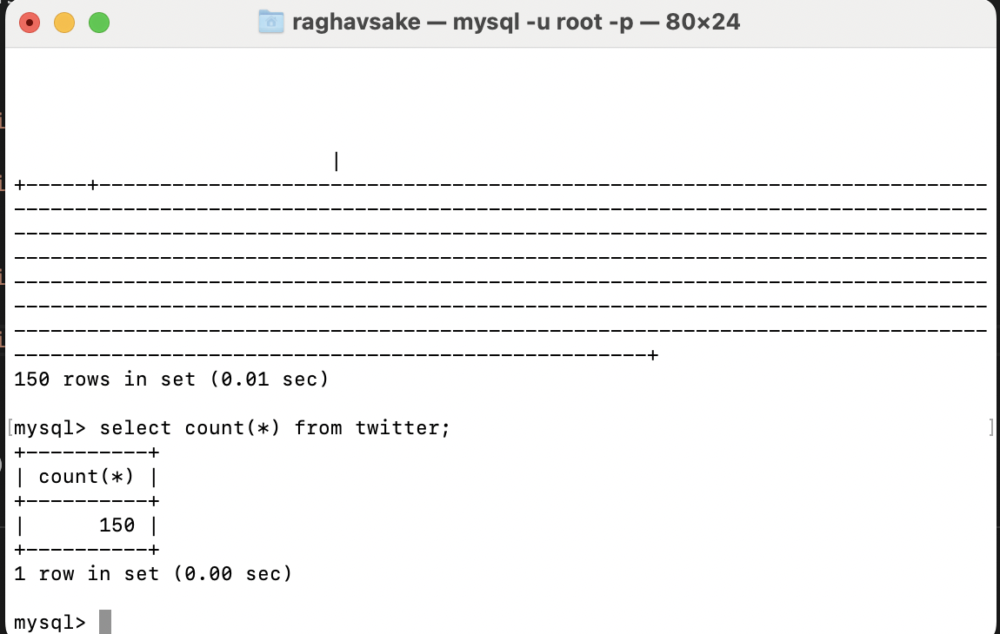 raghavsake — mysql -u root -p — 80×24
|
+-----+-------------------------------------------------------------------------
--------------------------------------------------------------------------------
--------------------------------------------------------------------------------
--------------------------------------------------------------------------------
--------------------------------------------------------------------------------
--------------------------------------------------------------------------------
--------------------------------------------------------------------------------
----------------------------------------------------+
150 rows in set (0.01 sec)
[mysql> select count(*) from twitter; ]
+----------+
| count(*) |
+----------+
|      150 |
+----------+
1 row in set (0.00 sec)
mysql>